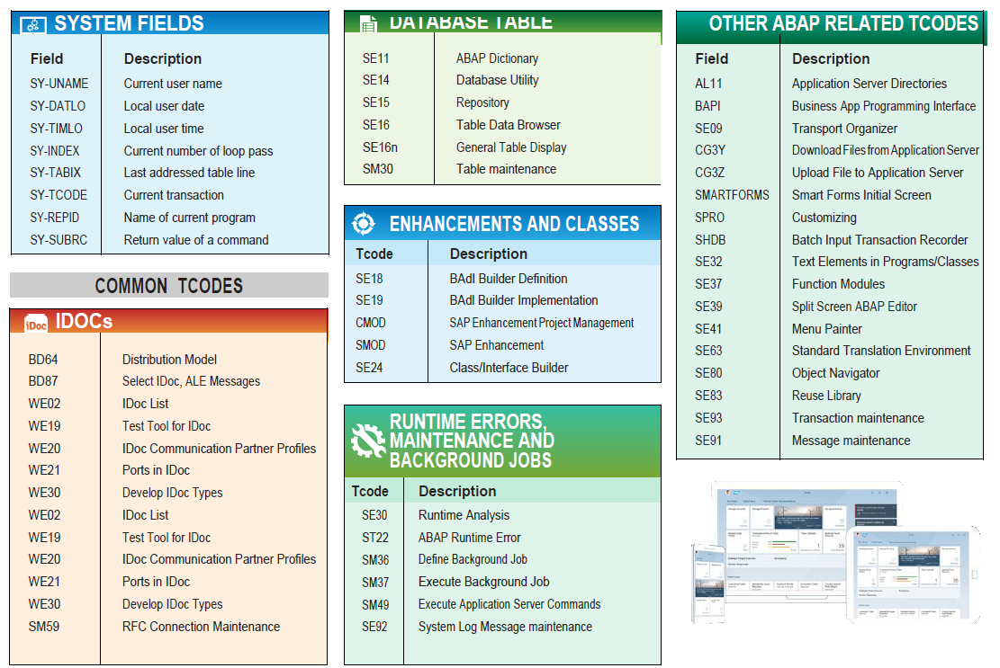 SYSTEM FIELDS
Field Description
SY-UNAME Current user name
SY-DATLO Local user date
SY-TIMLO Local user time
SY-INDEX Current number of loop pass
SY-TABIX Last addressed table line
SY-TCODE Current transaction
SY-REPID Name of current program
SY-SUBRC Return value of a command
COMMON TCODES
iDoc IDOCs
BD64 Distribution Model
BD87 Select IDoc, ALE Messages
WE02 IDoc List
WE19 Test Tool for IDoc
WE20 IDoc Communication Partner Profiles
WE21 Ports in IDoc
WE30 Develop IDoc Types
WE02 IDoc List
WE19 Test Tool for IDoc
WE20 IDoc Communication Partner Profiles
WE21 Ports in IDoc
WE30 Develop IDoc Types
SM59 RFC Connection Maintenance
DATABASE TABLE
SE11 ABAP Dictionary
SE14 Database Utility
SE15 Repository
SE16 Table Data Browser
SE16n General Table Display
SM30 Table maintenance
ENHANCEMENTS AND CLASSES
Tcode Description
SE18 BAdI Builder Definition
SE19 BAdI Builder Implementation
CMOD SAP Enhancement Project Management
SMOD SAP Enhancement
SE24 Class/Interface Builder
RUNTIME ERRORS,
MAINTENANCE AND
BACKGROUND JOBS
Tcode Description
SE30 Runtime Analysis
ST22 ABAP Runtime Error
SM36 Define Background Job
SM37 Execute Background Job
SM49 Execute Application Server Commands
SE92 System Log Message maintenance
OTHER ABAP RELATED TCODES
Field Description
AL11 Application Server Directories
BAPI Business App Programming Interface
SE09 Transport Organizer
CG3Y Download Files from Application Server
CG3Z Upload File to Application Server
SMARTFORMS Smart Forms Initial Screen
SPRO Customizing
SHDB Batch Input Transaction Recorder
SE32 Text Elements in Programs/Classes
SE37 Function Modules
SE39 Split Screen ABAP Editor
SE41 Menu Painter
SE63 Standard Translation Environment
SE80 Object Navigator
SE83 Reuse Library
SE93 Transaction maintenance
SE91 Message maintenance